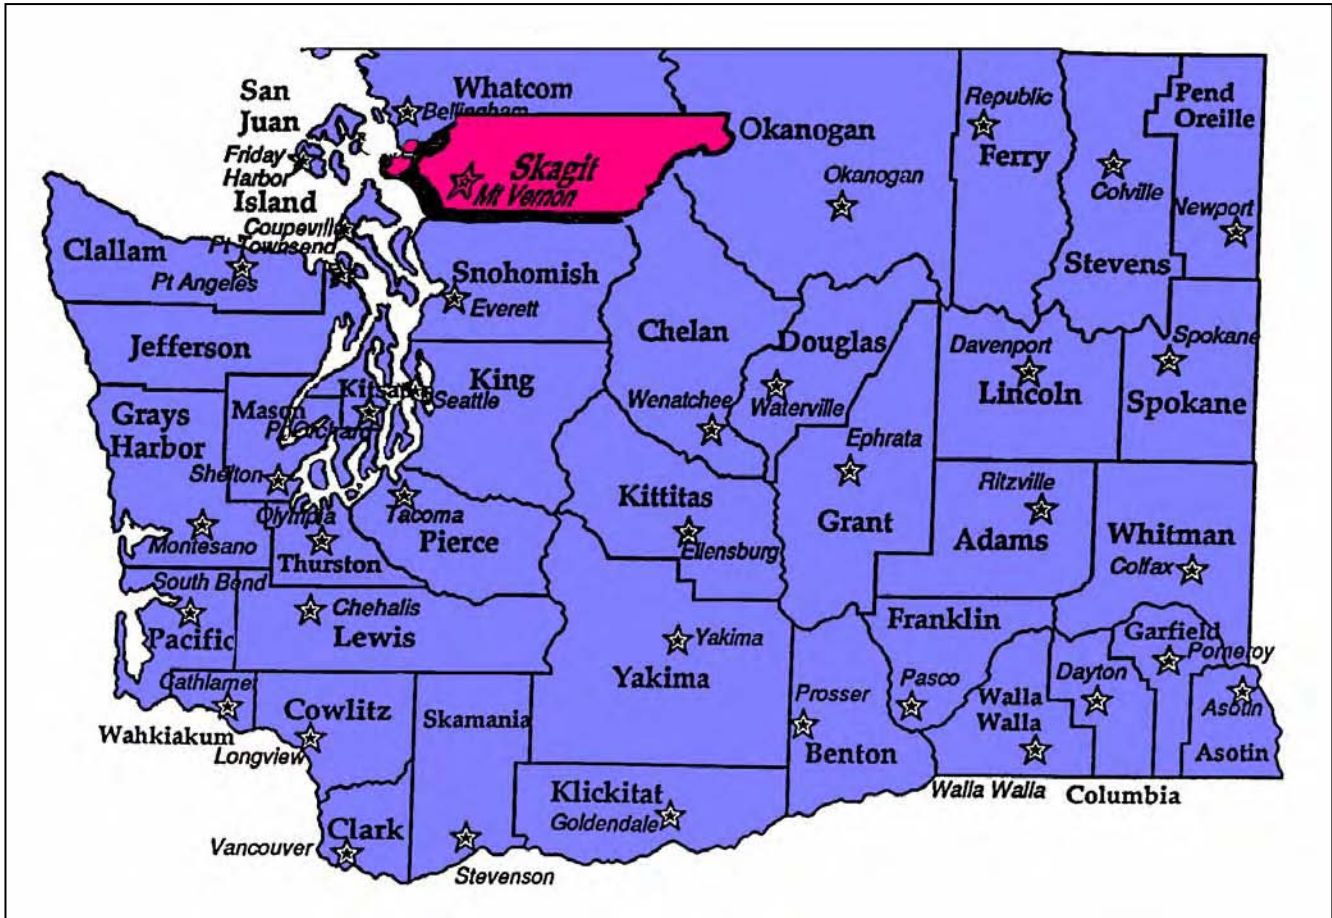 San
Juan
Friday
Harbor
Island
Coupeville
Pt Townsend
Whatcom
Bellingham
Skagit
Mt Vernon
Okanogan
Okanogan
Republic
Ferry
Pend
Oreille
Colville
Newport
Stevens
Clallam
Pt Angeles
Snohomish
Everett
Jefferson
Chelan
Douglas
Wenatchee
Waterville
Davenport
Lincoln
Spokane
Spokane
Grays
Harbor
Mason
Kitsap
Pt Orchard
King
Seattle
Shelton
Olympia
Tacoma
Pierce
Montesano
Thurston
Kittitas
Ellensburg
Ephrata
Grant
Ritzville
Adams
Whitman
Colfax
South Bend
Pacific
Chehalis
Lewis
Yakima
Yakima
Franklin
Pasco
Garfield
Pomeroy
Dayton
Asotin
Asotin
Cathlame
Wahkiakum
Cowlitz
Longview
Skamania
Prosser
Benton
Walla
Walla
Walla Walla
Columbia
Klickitat
Goldendale
Clark
Vancouver
Stevenson